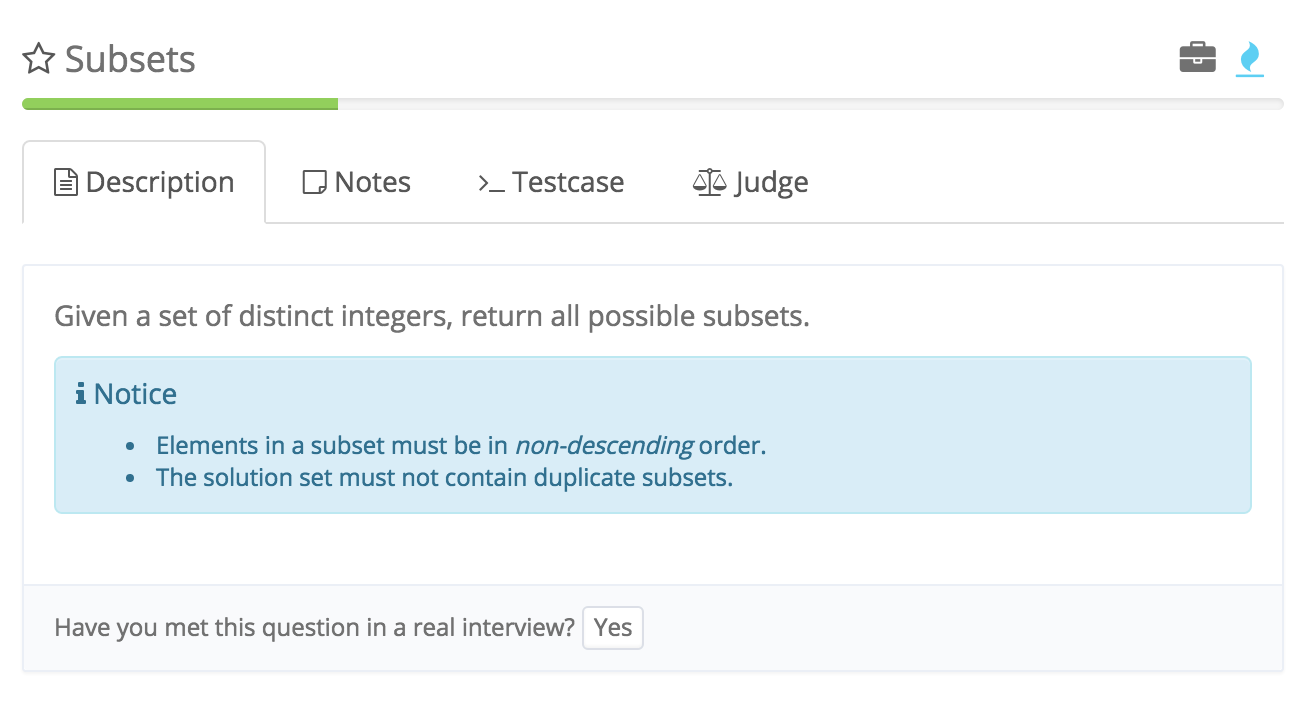 Subsets
Description Notes >_ Testcase Judge
Given a set of distinct integers, return all possible subsets.
Notice
• Elements in a subset must be in non-descending order.
• The solution set must not contain duplicate subsets.
Have you met this question in a real interview? Yes